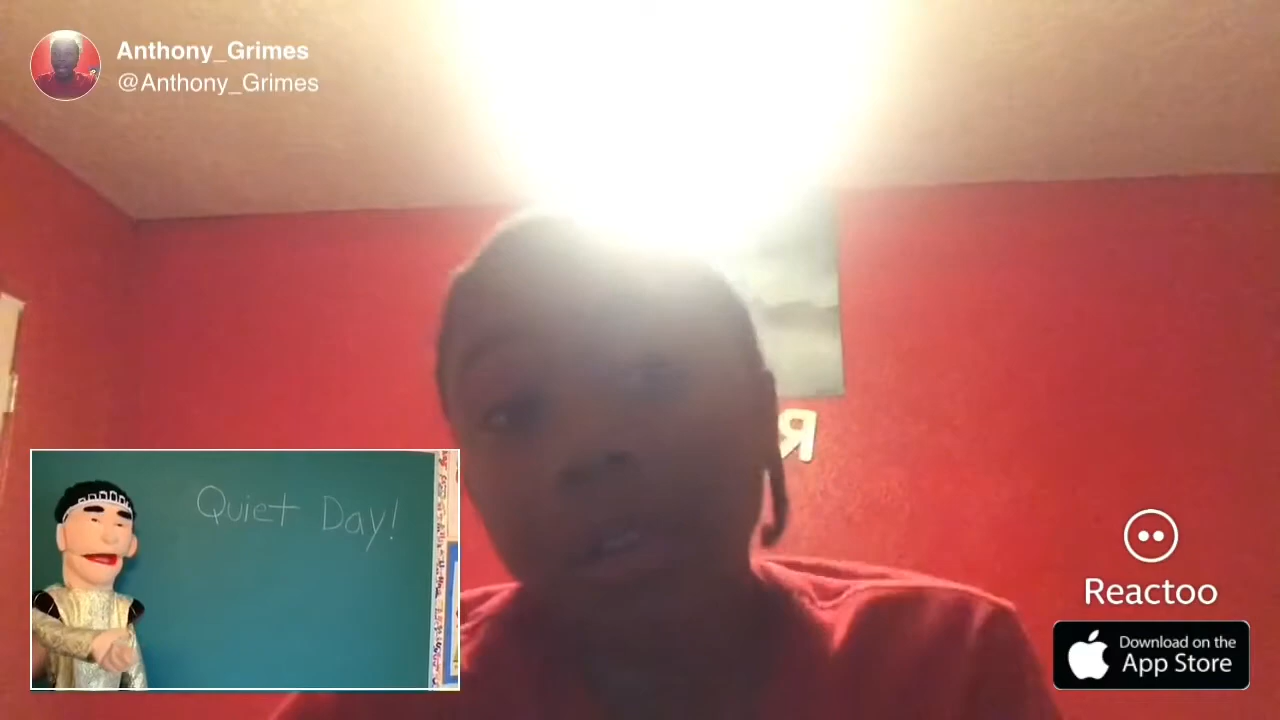 Anthony_Grimes
@Anthony_Grimes
R
Quiet Day!
Reactoo
Download on the
App Store